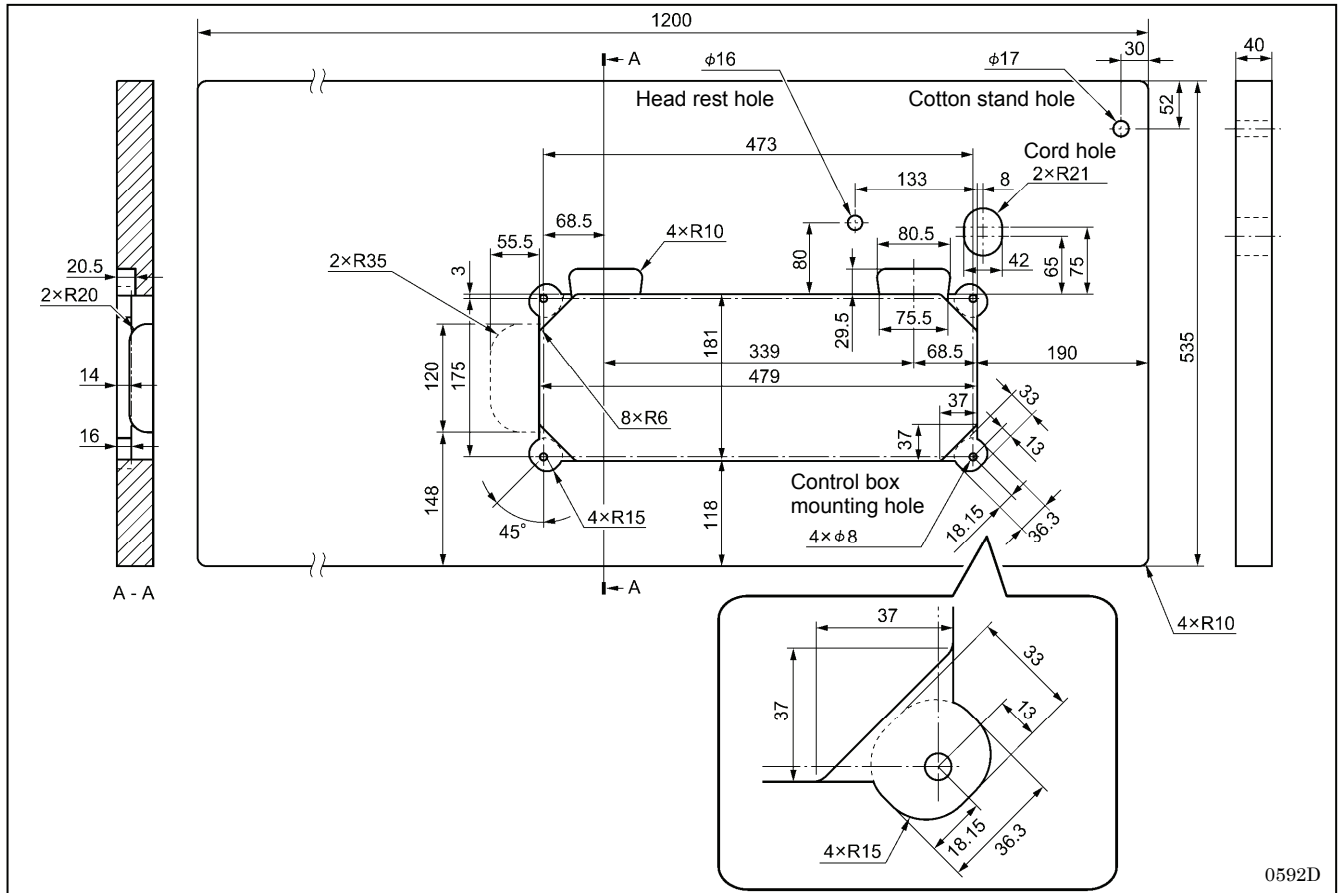 1200
A
φ16
φ17
30
40
Head rest hole
Cotton stand hole
52
473
Cord hole
2×R21
133
8
68.5
4×R10
55.5
80.5
2×R35
3
80
42
65
75
20.5
2×R20
29.5
75.5
181
339
68.5
190
535
120
175
479
14
37
33
8×R6
37
13
16
Control box
mounting hole
148
118
45°
4×R15
4×φ8
18.15
36.3
A - A
A
4×R10
37
33
37
13
18.15
36.3
4×R15
0592D